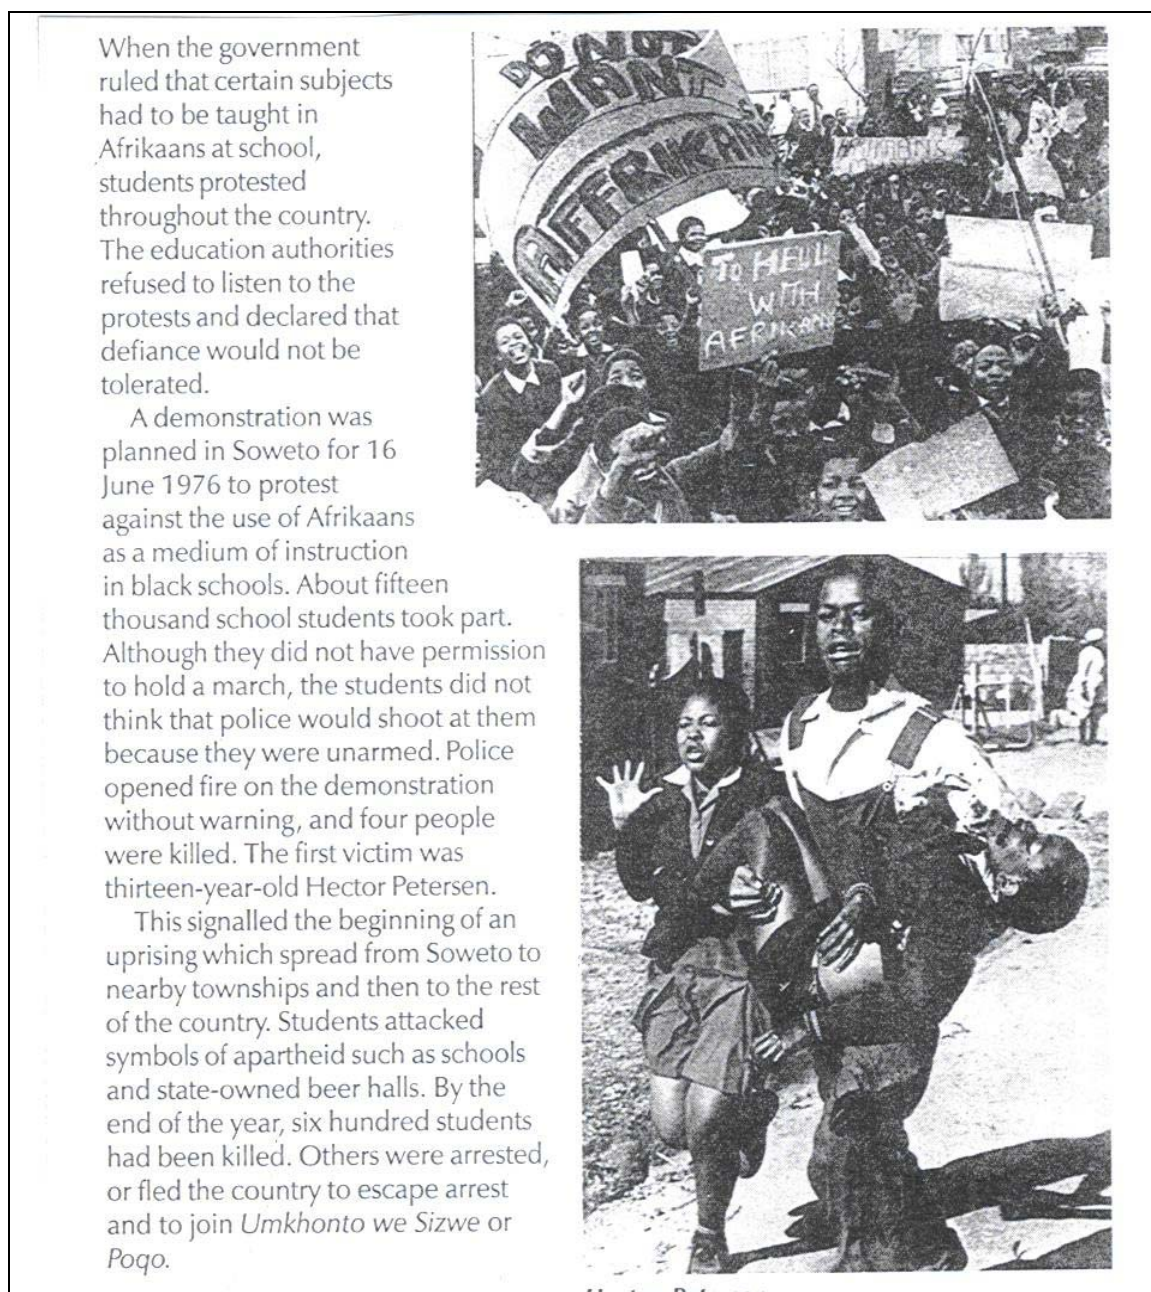 When the government
ruled that certain subjects
had to be taught in
Afrikaans at school,
students protested
throughout the country.
The education authorities
refused to listen to the
protests and declared that
defiance would not be
tolerated.
A demonstration was
planned in Soweto for 16
June 1976 to protest
against the use of Afrikaans
as a medium of instruction
in black schools. About fifteen
thousand school students took part.
Although they did not have permission
to hold a march, the students did not
think that police would shoot at them
because they were unarmed. Police
opened fire on the demonstration
without warning, and four people
were killed. The first victim was
thirteen-year-old Hector Petersen.
This signalled the beginning of an
uprising which spread from Soweto to
nearby townships and then to the rest
of the country. Students attacked
symbols of apartheid such as schools
and state-owned beer halls. By the
end of the year, six hundred students
had been killed. Others were arrested,
or fled the country to escape arrest
and to join Umkhonto we Sizwe or
Poqo.
DO NOT
WANT
AFRIKAANS
TO HELL
WITH
AFRIKAANS